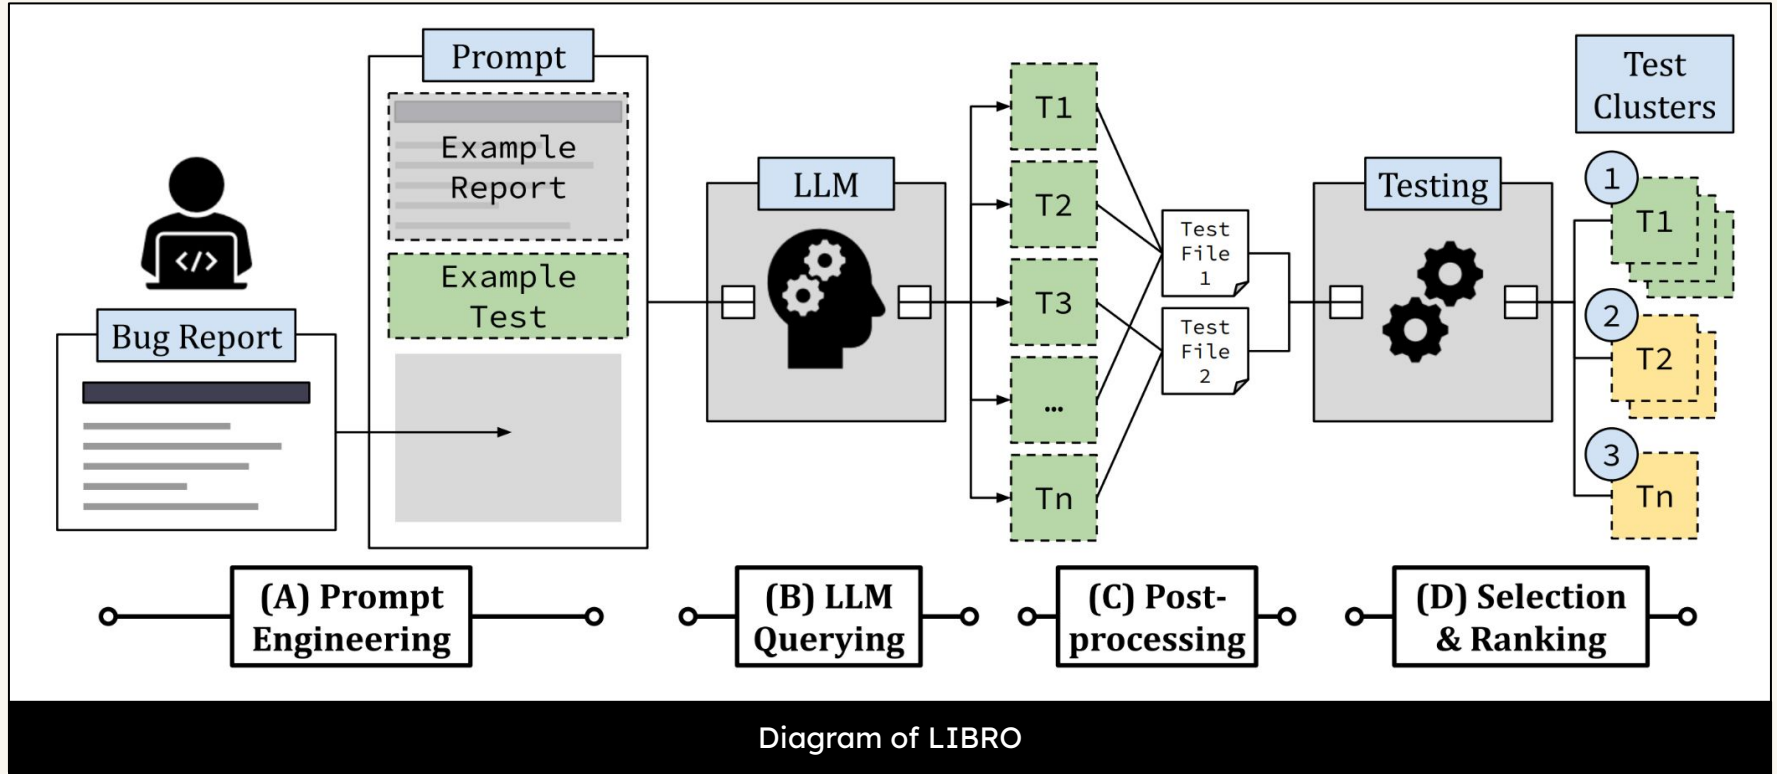 Prompt
Example
Report
Example
Test
</>
Bug Report
LLM
T1
T2
T3
...
Tn
Test
File
1
Test
File
2
Testing
Test
Clusters
1
T1
2
T2
3
Tn
(A) Prompt
Engineering
(B) LLM
Querying
(C) Post-
processing
(D) Selection
& Ranking
Diagram of LIBRO